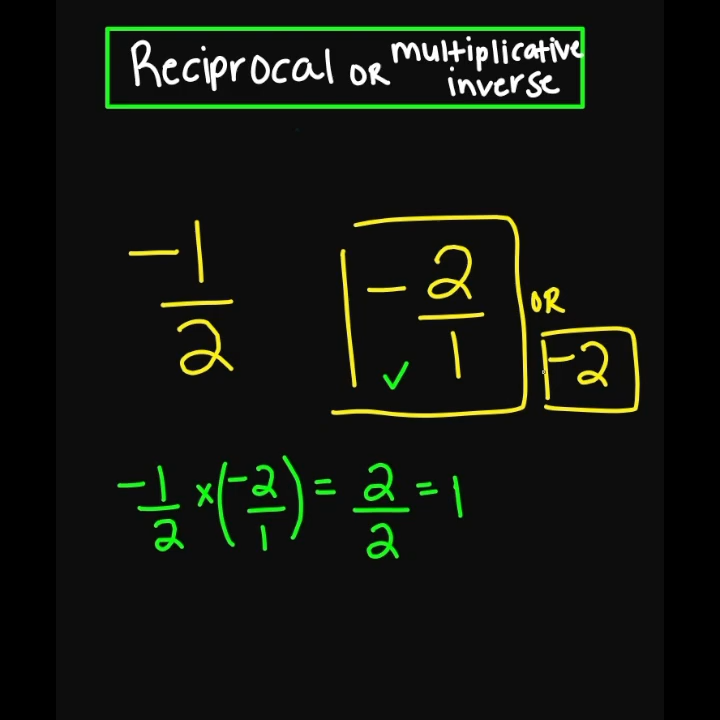 Reciprocal OR multiplicative inverse
-1/2
-2/1 ✓
OR
-2
-1/2 × (-2/1) = 2/2 = 1